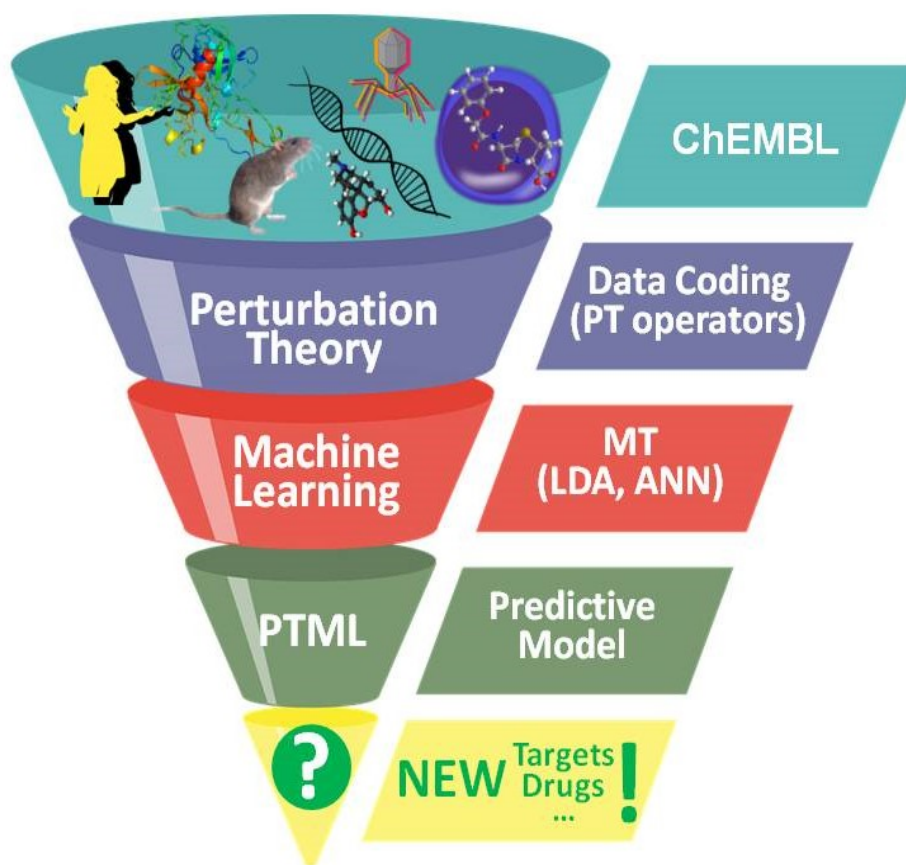 ChEMBL
Perturbation
Theory
Data Coding
(PT operators)
Machine
Learning
MT
(LDA, ANN)
PTML
Predictive
Model
?
NEW Targets
Drugs
...
!